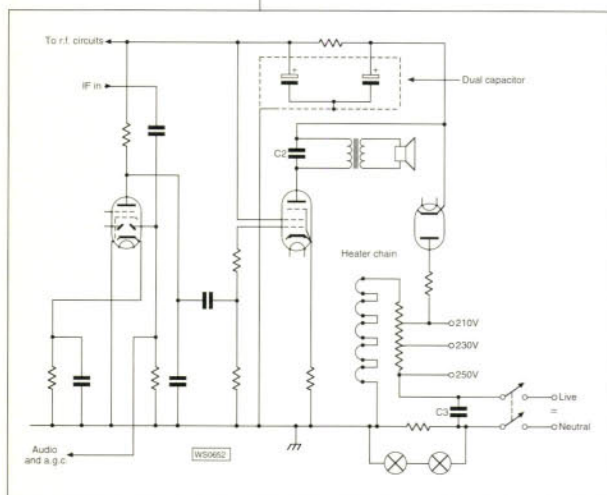 To r.f. circuits
IF in
Dual capacitor
C2
Heater chain
210V
230V
250V
Live
C3
Neutral
Audio
and a.g.c.
WS0652